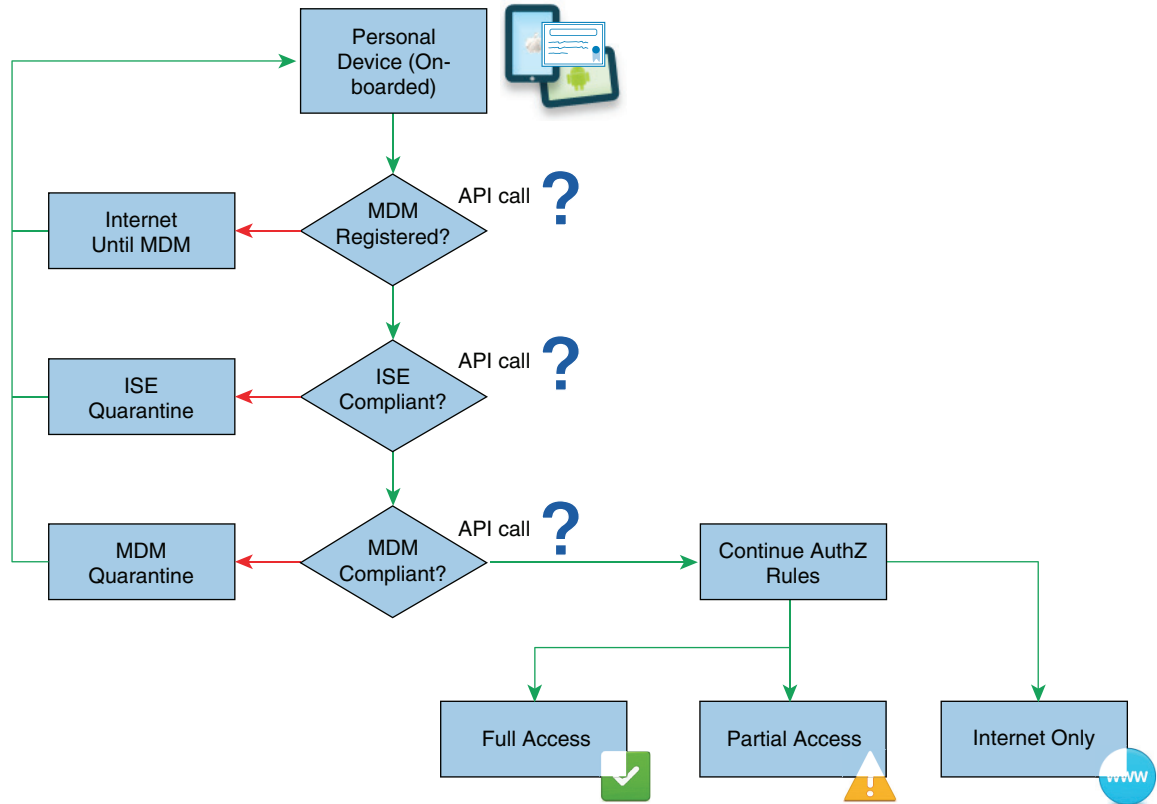 Personal
Device (On-
boarded)
API call ?
MDM
Registered?
Internet
Until MDM
API call ?
ISE
Compliant?
ISE
Quarantine
API call ?
MDM
Compliant?
MDM
Quarantine
Continue AuthZ
Rules
Full Access
Partial Access
!
Internet Only
www